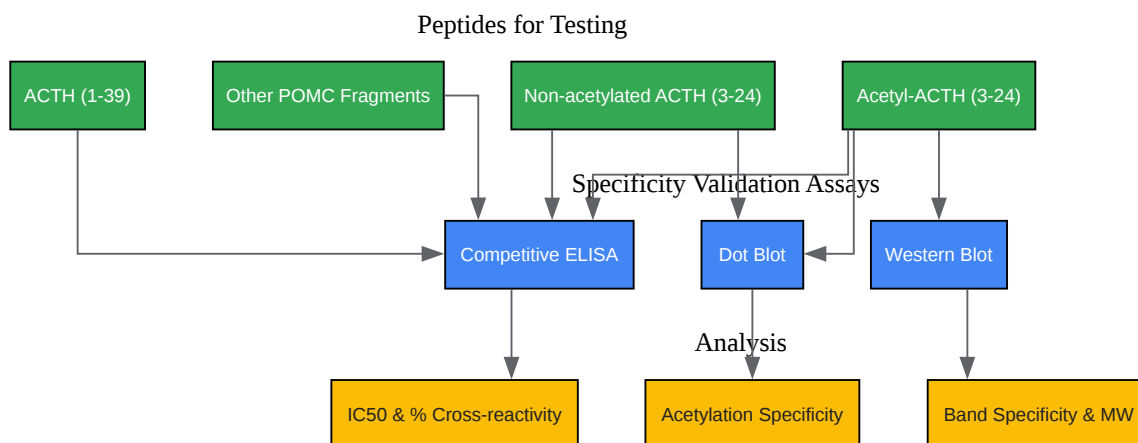 Peptides for Testing
ACTH (1-39)
Other POMC Fragments
Non-acetylated ACTH (3-24)
Acetyl-ACTH (3-24)
Specificity Validation Assays
Competitive ELISA
Dot Blot
Western Blot
Analysis
IC50 & % Cross-reactivity
Acetylation Specificity
Band Specificity & MW